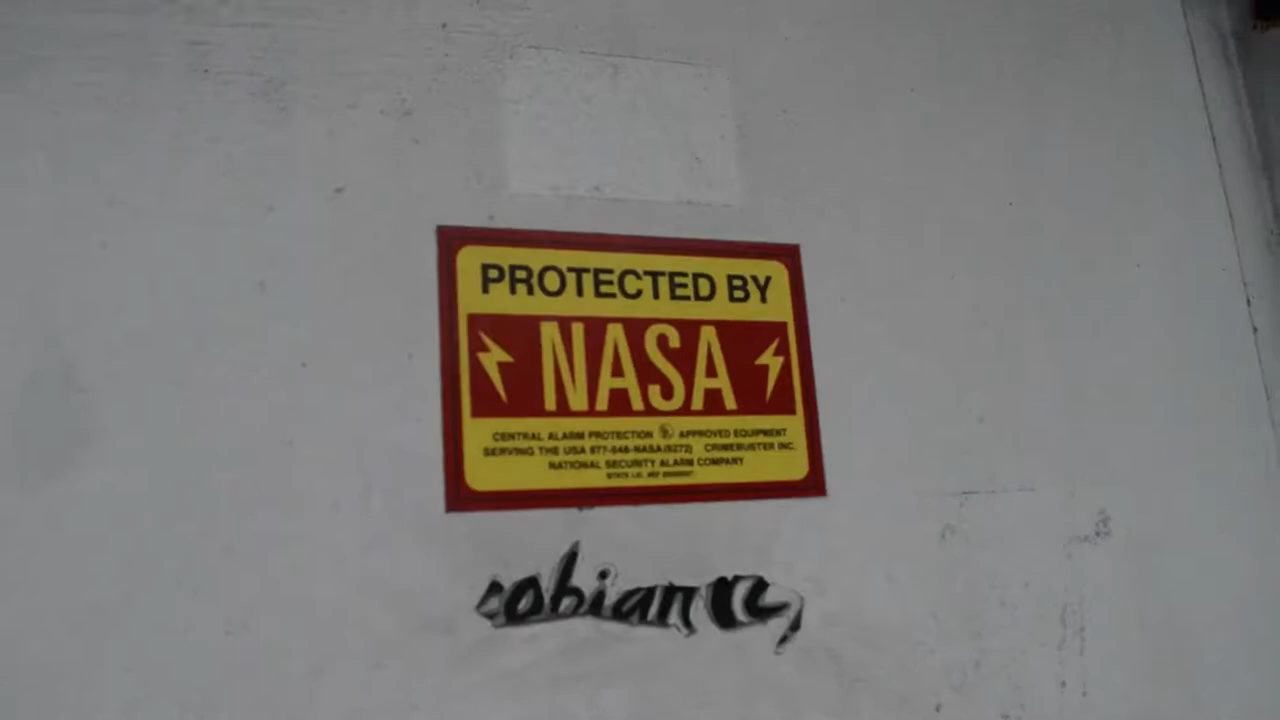 PROTECTED BY
NASA
CENTRAL ALARM PROTECTION APPROVED EQUIPMENT
SERVING THE USA 877-848-NASA(6272) CRIMEBUSTER INC.
NATIONAL SECURITY ALARM COMPANY